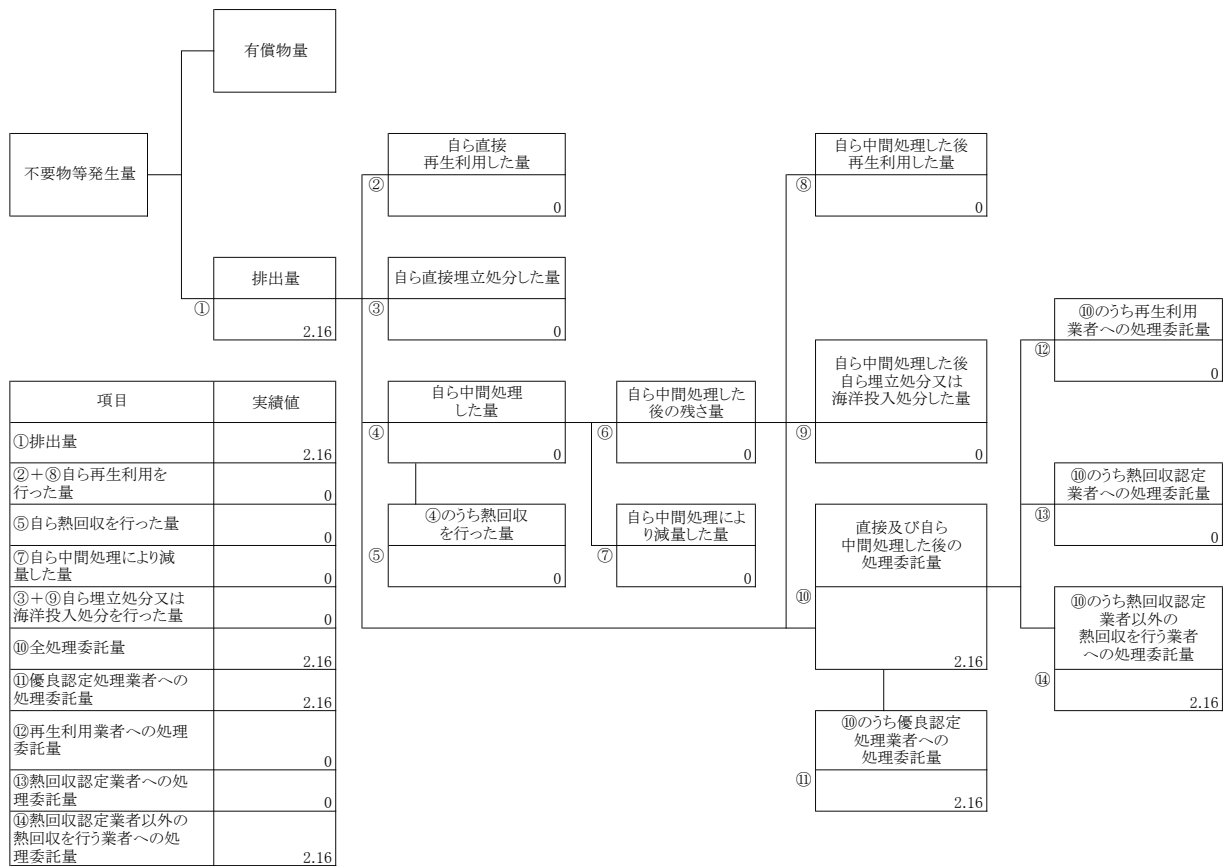 有償物量
不要物等発生量
自ら直接
再生利用した量
②
0
自ら中間処理した後
再生利用した量
⑧
0
排出量
①
2.16
自ら直接埋立処分した量
③
0
⑩のうち再生利用
業者への処理委託量
⑫
0
自ら中間処理
した量
④
0
自ら中間処理した
後の残さ量
⑥
0
自ら中間処理した後
自ら埋立処分又は
海洋投入処分した量
⑨
0
⑩のうち熱回収認定
業者への処理委託量
⑬
0
④のうち熱回収
を行った量
⑤
0
自ら中間処理によ
り減量した量
⑦
0
直接及び自ら
中間処理した後の
処理委託量
⑩
2.16
⑩のうち熱回収認定
業者以外の
熱回収を行う業者
への処理委託量
⑭
2.16
⑩のうち優良認定
処理業者への
処理委託量
⑪
2.16
項目 実績値
①排出量 2.16
②+⑧自ら再生利用を
行った量 0
⑤自ら熱回収を行った量 0
⑦自ら中間処理により減
量した量 0
③+⑨自ら埋立処分又は
海洋投入処分を行った量 0
⑩全処理委託量 2.16
⑪優良認定処理業者への
処理委託量 2.16
⑫再生利用業者への処理
委託量 0
⑬熱回収認定業者への処
理委託量 0
⑭熱回収認定業者以外の
熱回収を行う業者への処
理委託量 2.16